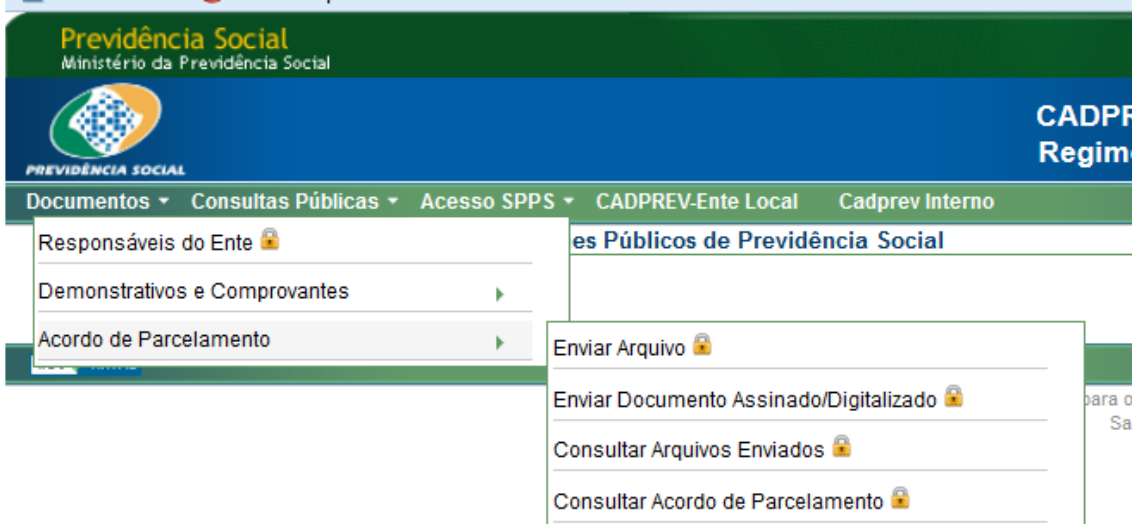 Previdência Social
Ministério da Previdência Social
PREVIDÊNCIA SOCIAL
CADPR
Regime
Documentos Consultas Públicas Acesso SPPS CADPREV-Ente Local Cadprev Interno
Responsáveis do Ente
es Públicos de Previdência Social
Demonstrativos e Comprovantes
Acordo de Parcelamento
Enviar Arquivo
Enviar Documento Assinado/Digitalizado
para o
Sa
Consultar Arquivos Enviados
Consultar Acordo de Parcelamento